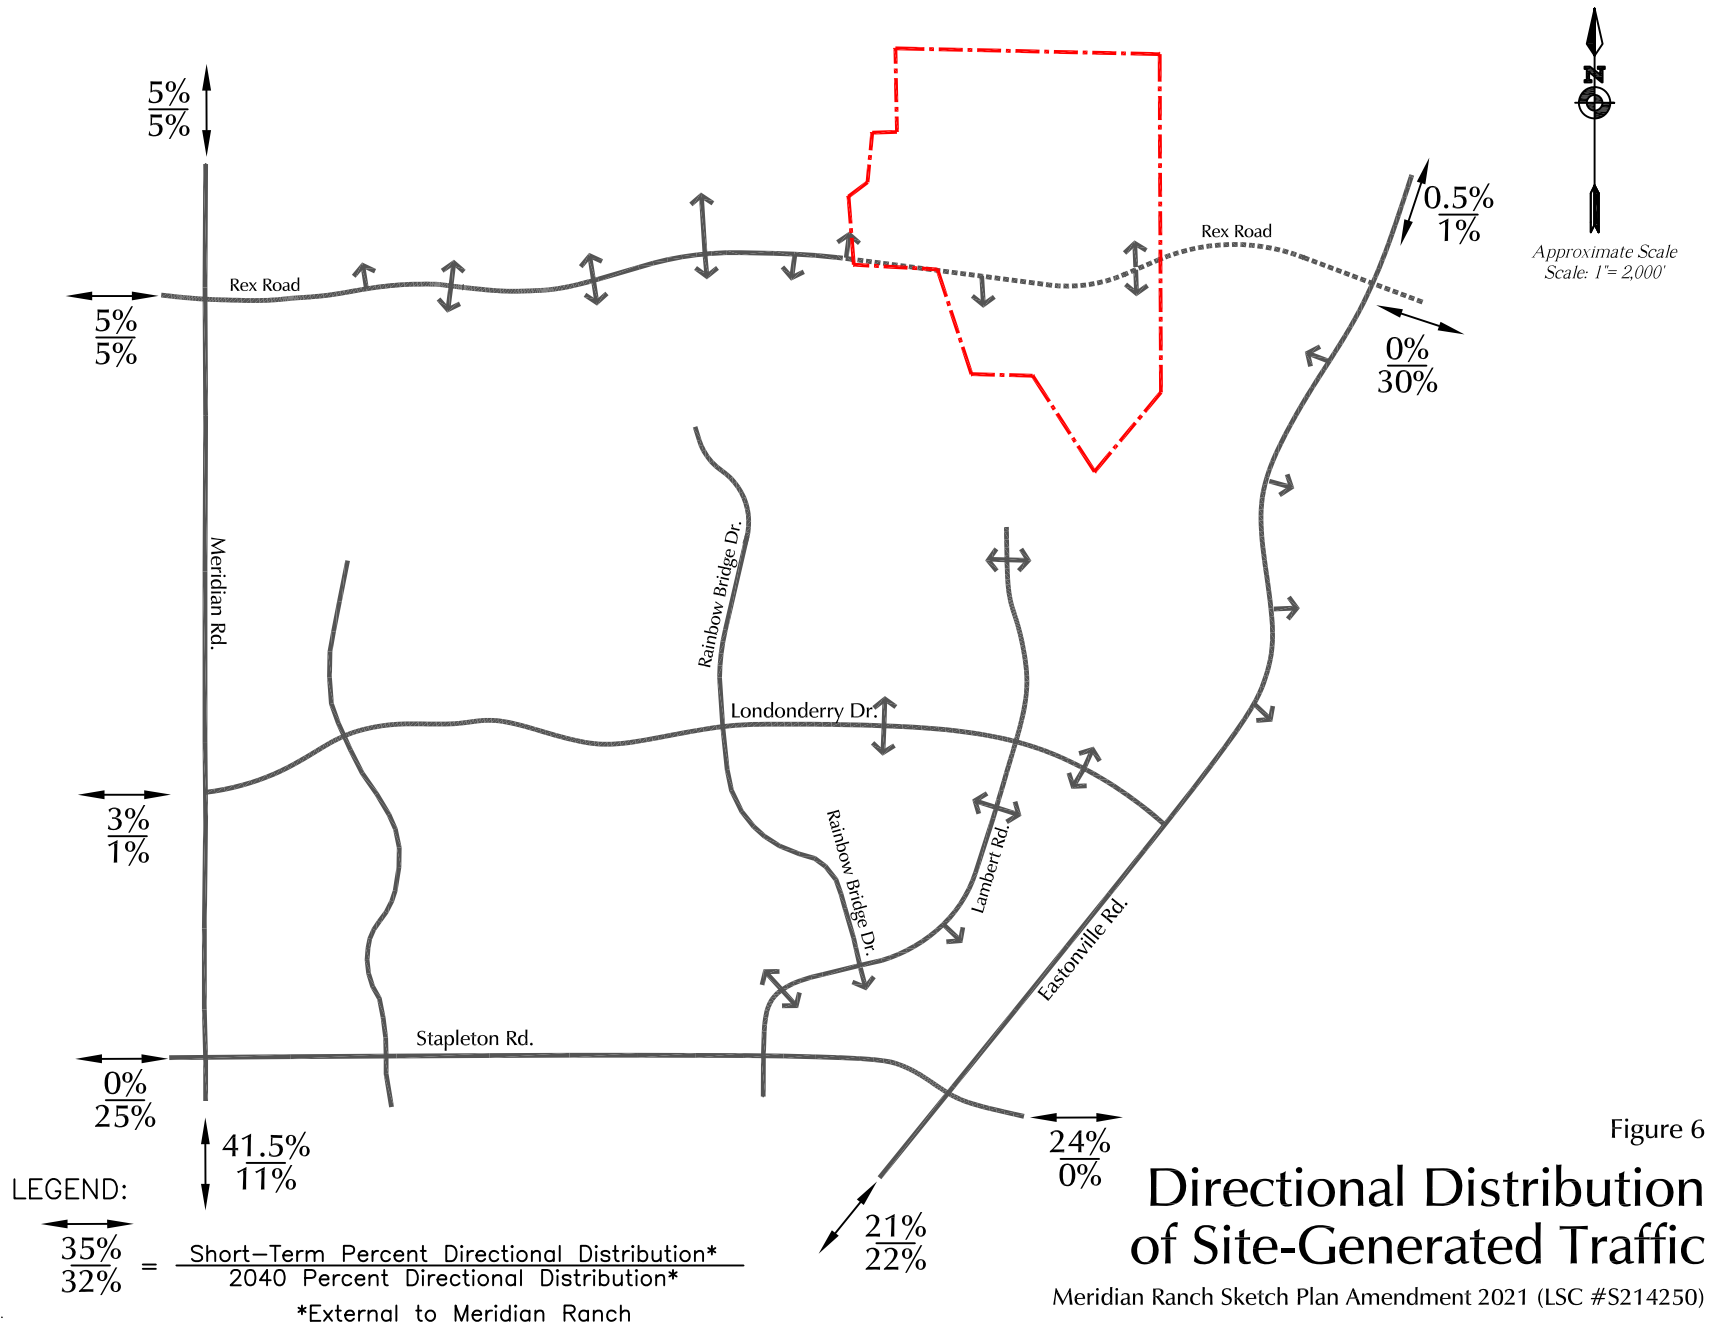 5%
5%
N
0.5%
1%
Approximate Scale
Scale: 1"= 2,000'
Rex Road
Rex Road
5%
5%
0%
30%
Meridian Rd.
Rainbow Bridge Dr.
Londonderry Dr.
3%
1%
Rainbow Bridge Dr.
Lambert Rd.
Eastonville Rd.
Stapleton Rd.
0%
25%
41.5%
11%
24%
0%
21%
22%
LEGEND:
35%
32%
=
Short-Term Percent Directional Distribution*
2040 Percent Directional Distribution*
*External to Meridian Ranch
Figure 6
Directional Distribution
of Site-Generated Traffic
Meridian Ranch Sketch Plan Amendment 2021 (LSC #S214250)